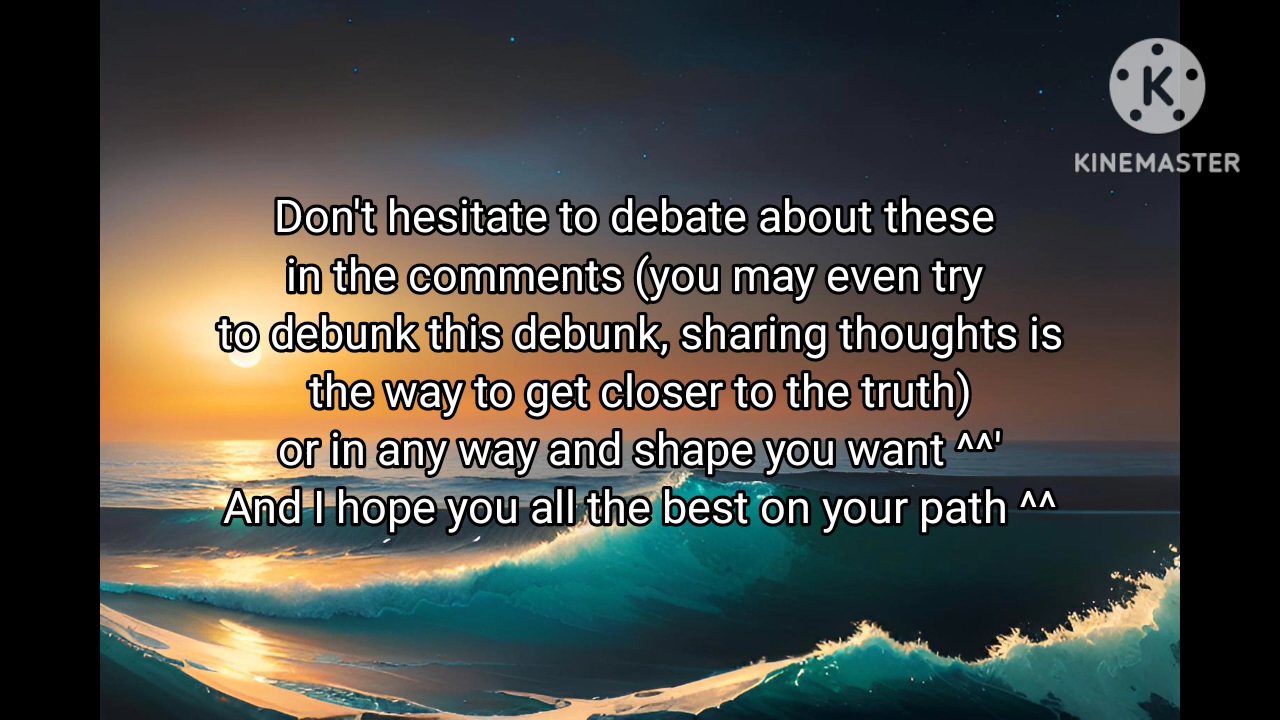 K
KINEMASTER
Don't hesitate to debate about these
in the comments (you may even try
to debunk this debunk, sharing thoughts is
the way to get closer to the truth)
or in any way and shape you want ^^'
And I hope you all the best on your path ^^